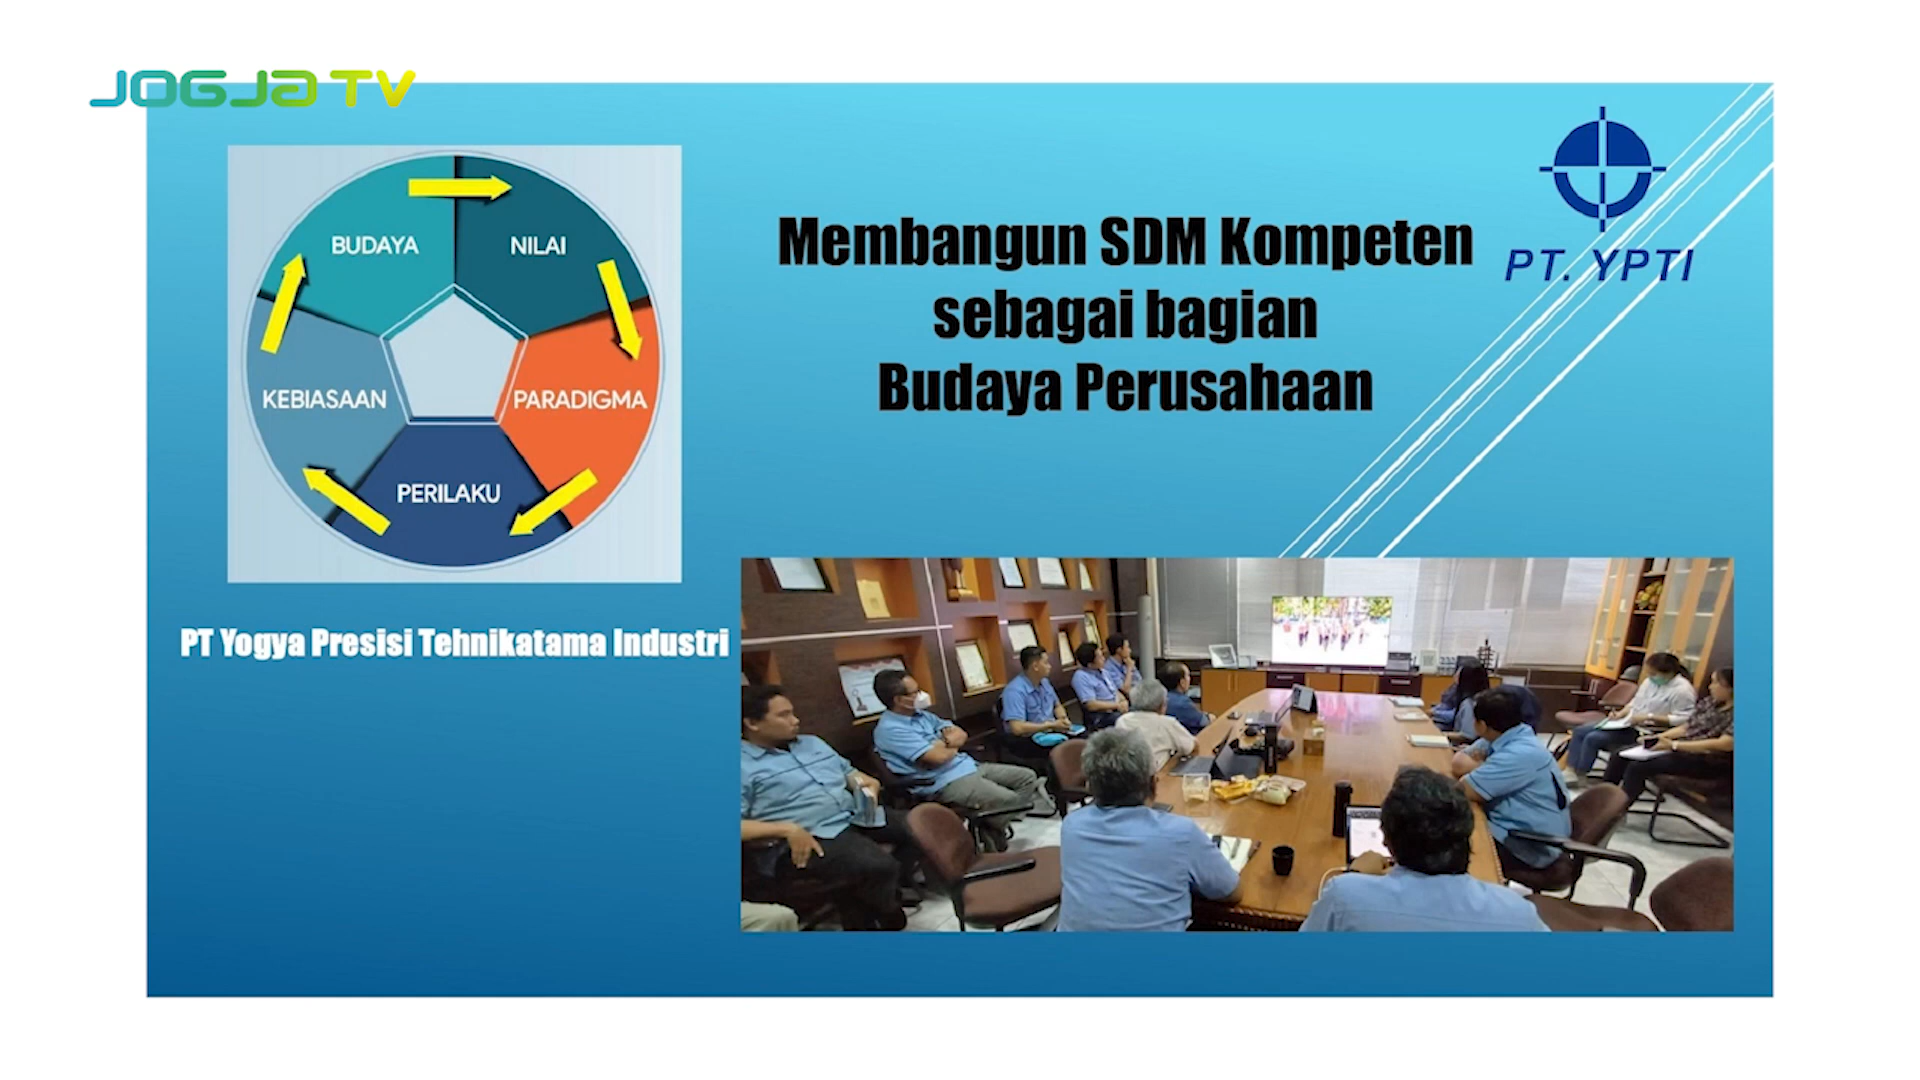 JOGJA TV
BUDAYA
NILAI
KEBIASAAN
PARADIGMA
PERILAKU
Membangun SDM Kompeten
sebagai bagian
Budaya Perusahaan
PT. YPTI
PT Yogya Presisi Tehnikatama Industri